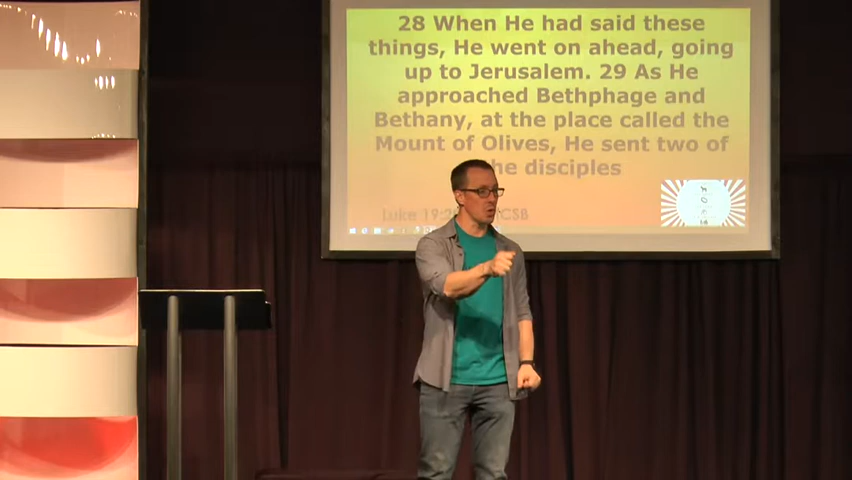 28 When He had said these
things, He went on ahead, going
up to Jerusalem. 29 As He
approached Bethphage and
Bethany, at the place called the
Mount of Olives, He sent two of
he disciples
Luke 19:2